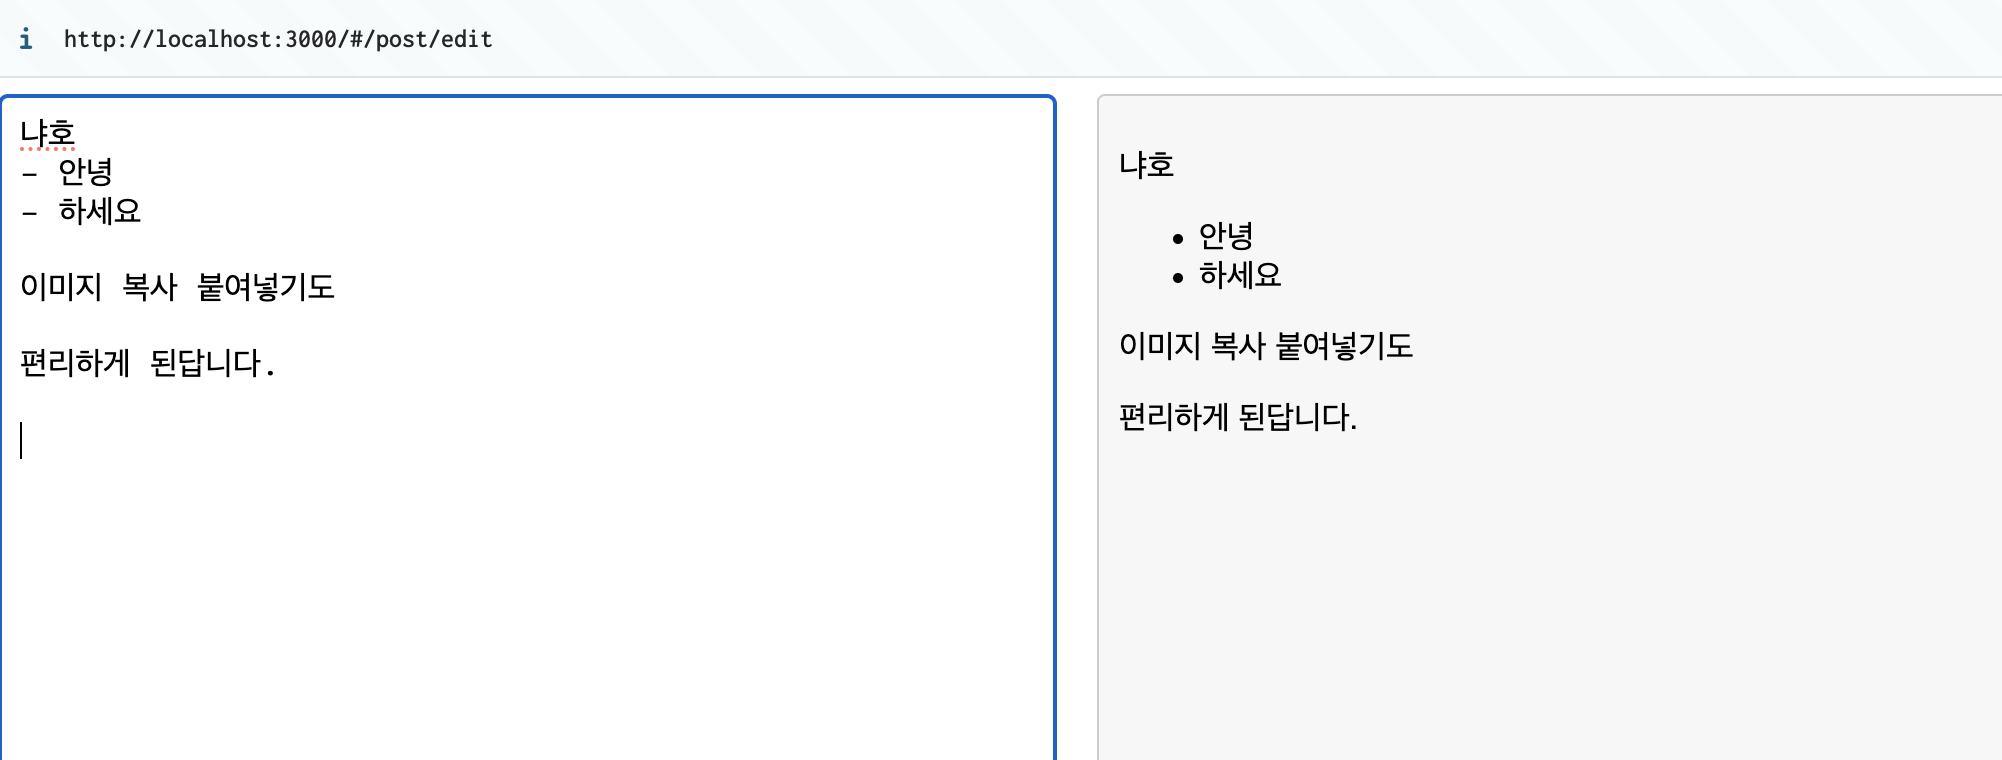 i http://localhost:3000/#/post/edit
냐호
- 안녕
- 하세요
이미지 복사 붙여넣기도
편리하게 된답니다.
냐호
• 안녕
• 하세요
이미지 복사 붙여넣기도
편리하게 된답니다.